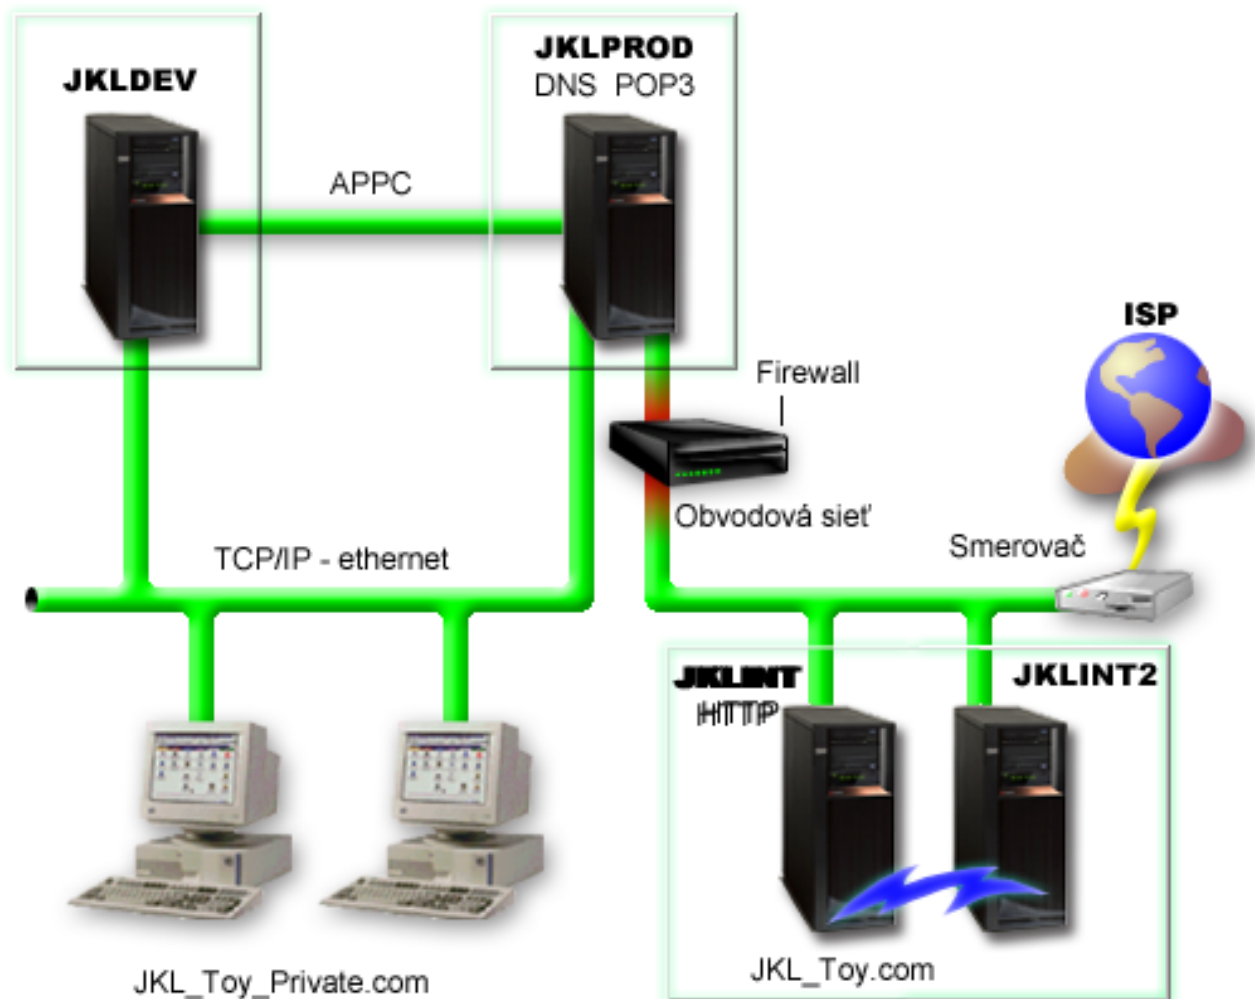 JKLDEV
JKLPROD
DNS POP3
APPC
ISP
Firewall
Obvodová sieť
Smerovač
TCP/IP - ethernet
JKLINT
HTTP
JKLINT2
JKL_Toy.com
JKL_Toy_Private.com